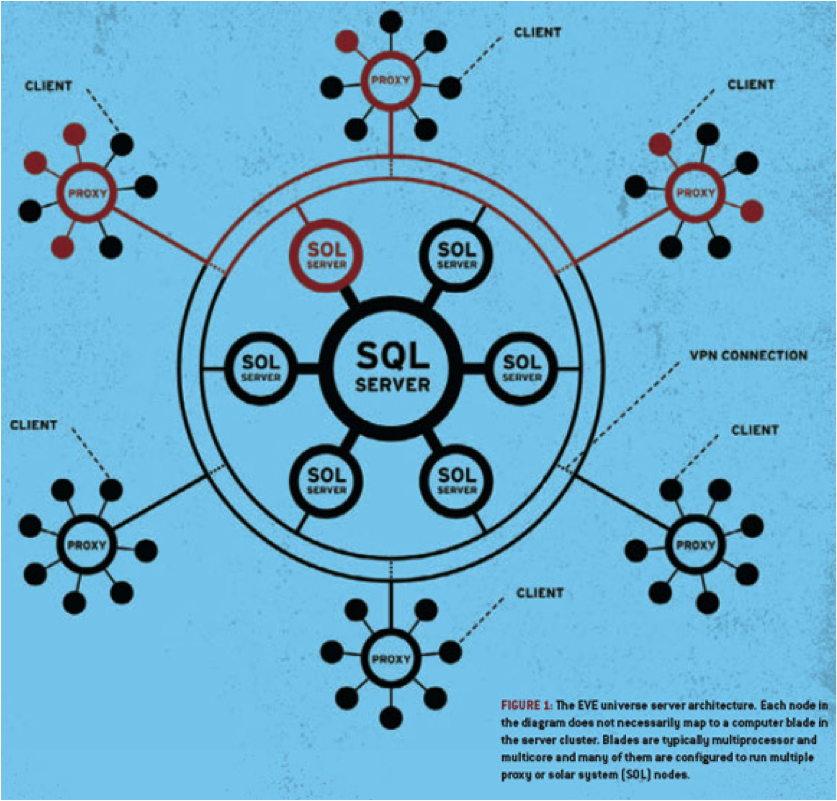 CLIENT
PROXY
CLIENT
PROXY
CLIENT
PROXY
SOL
SERVER
SOL
SERVER
SOL
SERVER
SQL
SERVER
SOL
SERVER
VPN CONNECTION
SOL
SERVER
SOL
SERVER
CLIENT
PROXY
CLIENT
PROXY
CLIENT
PROXY
FIGURE 1: The EVE universe server architecture. Each node in
the diagram does not necessarily map to a computer blade in
the server cluster. Blades are typically multiprocessor and
multicore and many of them are configured to run multiple
proxy or solar system (SOL) nodes.